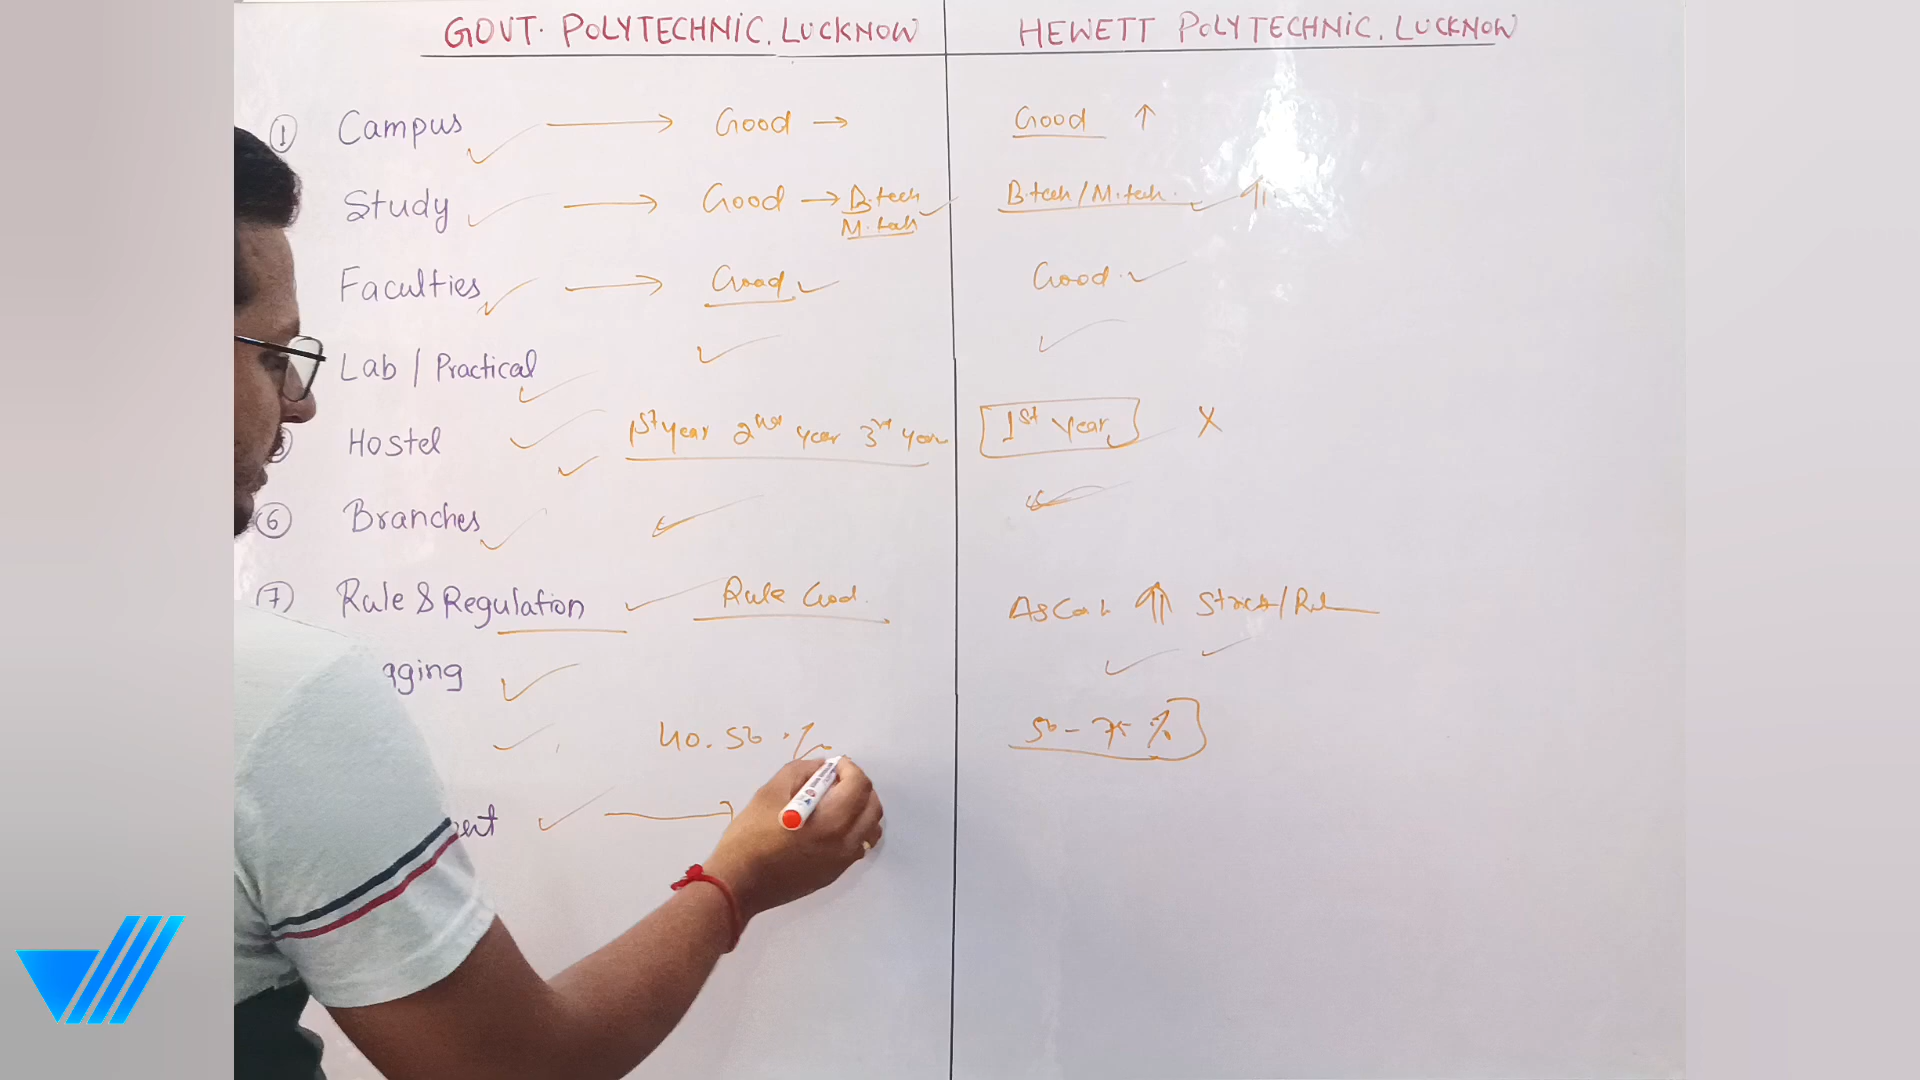 GOVT. POLYTECHNIC. LUCKNOW HEWETT POLYTECHNIC. LUCKNOW
① Campus → Good → Good ↑
Study → Good → B.tech B.tech/M.tech ⇑
M.tech
Faculties → Good Good
Lab / Practical
Hostel 1st year 2nd year 3rd year 1st Year X
⑥ Branches
⑦ Rule & Regulation Rule Good. ⇑ Strict/Rule
gging
40.50 % 50-75 %
→